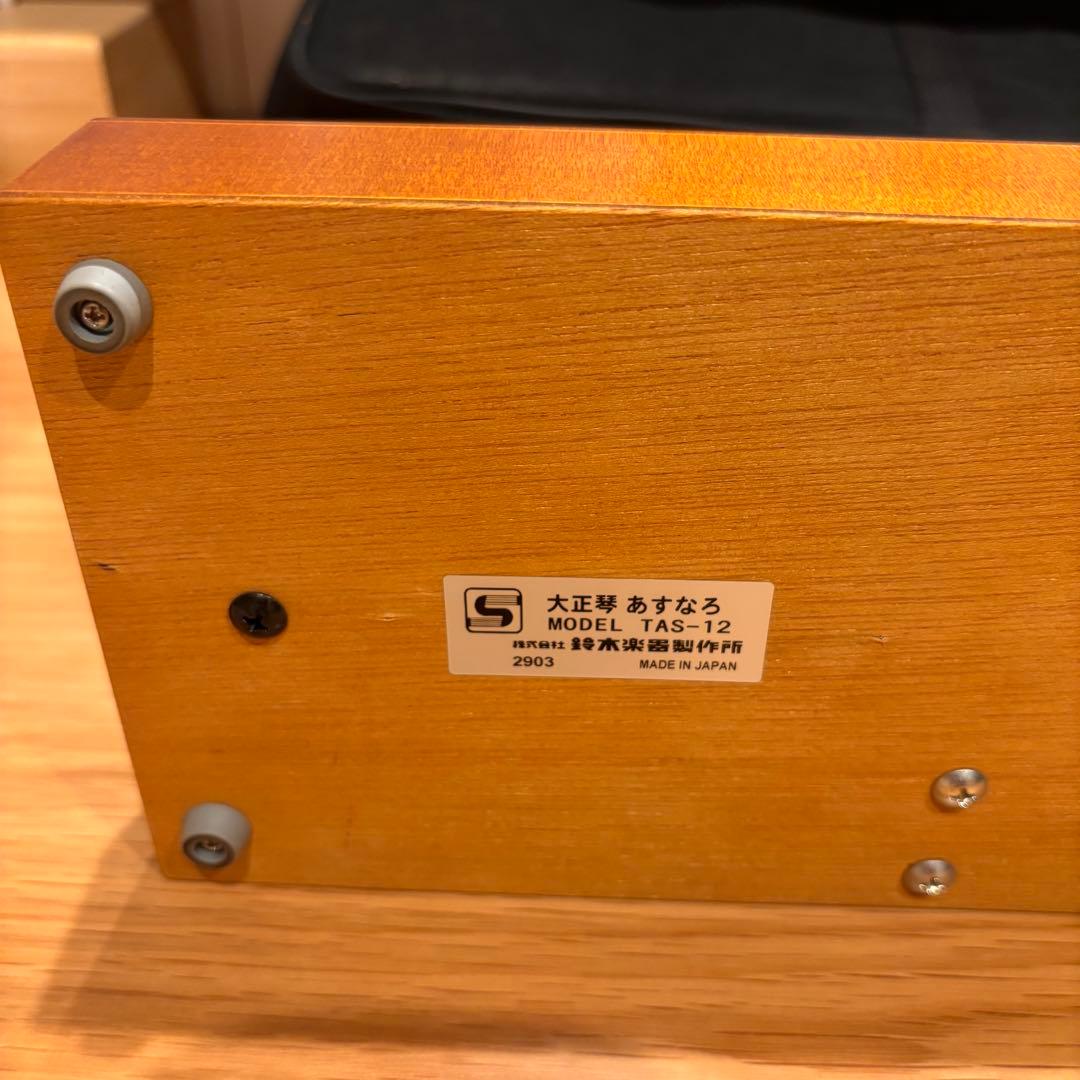 大正琴 あすなろ
MODEL TAS-12
株式会社 鈴木楽器製作所
2903 MADE IN JAPAN